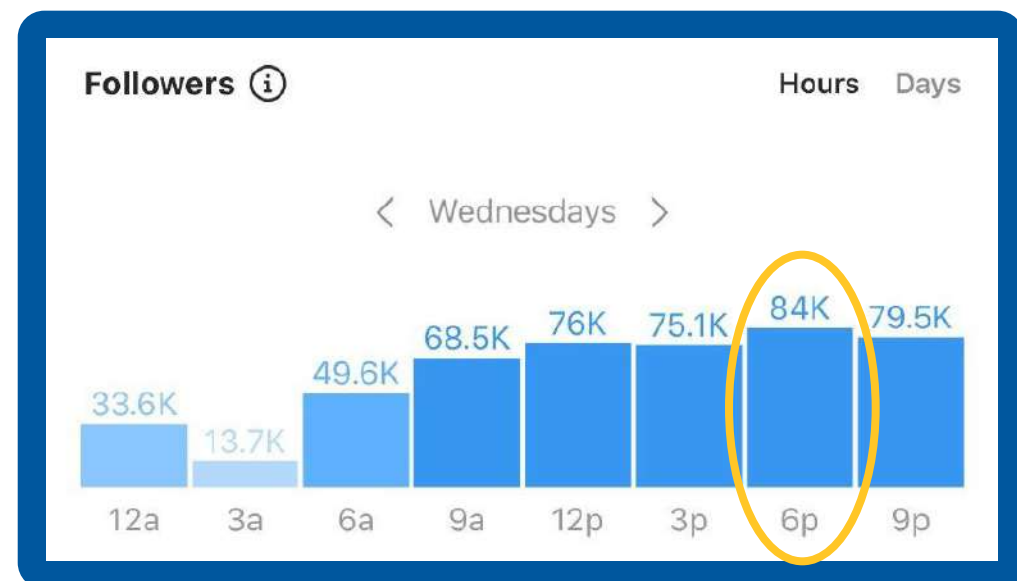 Followers
Hours Days
< Wednesdays >
33.6K 13.7K 49.6K 68.5K 76K 75.1K 84K 79.5K
12a 3a 6a 9a 12p 3p 6p 9p